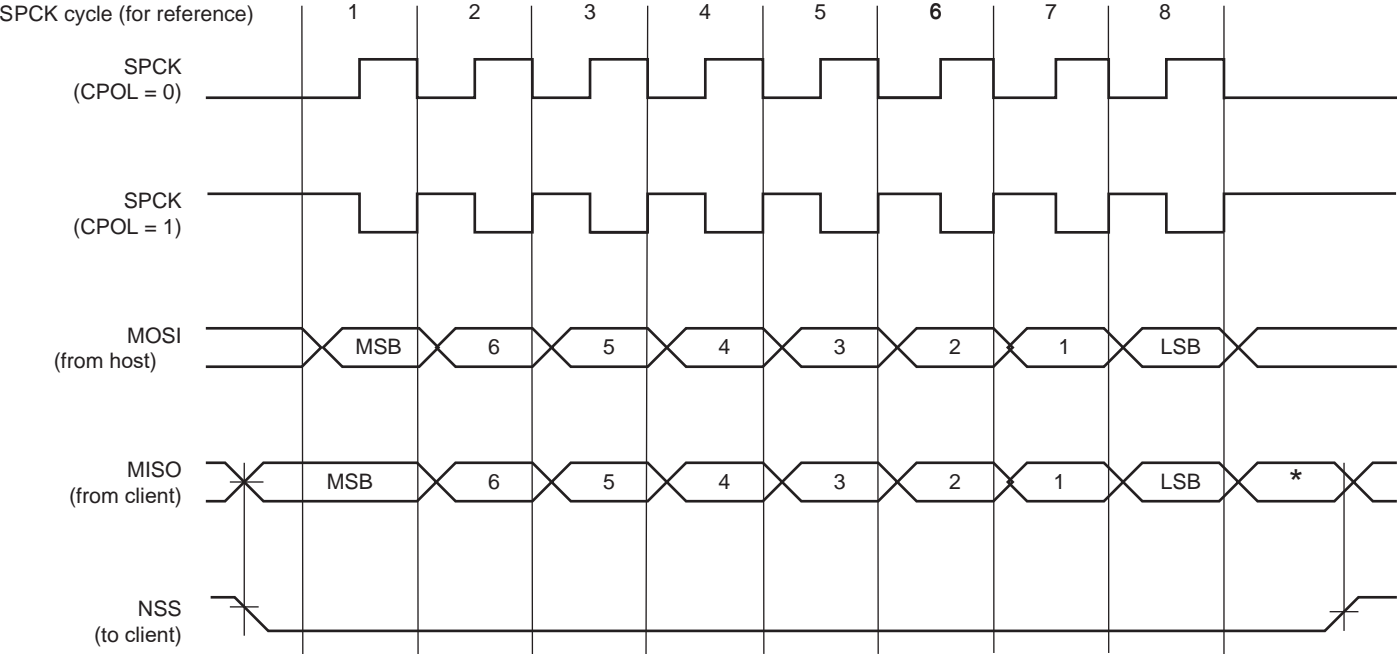 SPCK cycle (for reference) 1 2 3 4 5 6 7 8
SPCK
(CPOL = 0)
SPCK
(CPOL = 1)
MOSI
(from host)
MSB 6 5 4 3 2 1 LSB
MISO
(from client)
MSB 6 5 4 3 2 1 LSB *
NSS
(to client)